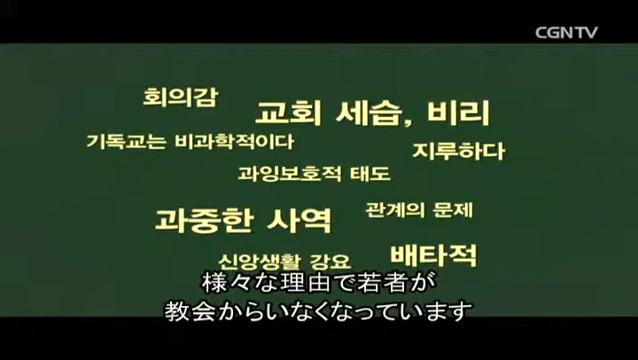 CGNTV
회의감
교회 세습, 비리
기독교는 비과학적이다
지루하다
과잉보호적 태도
과중한 사역
관계의 문제
신앙생활 강요
배타적
様々な理由で若者が
教会からいなくなっています